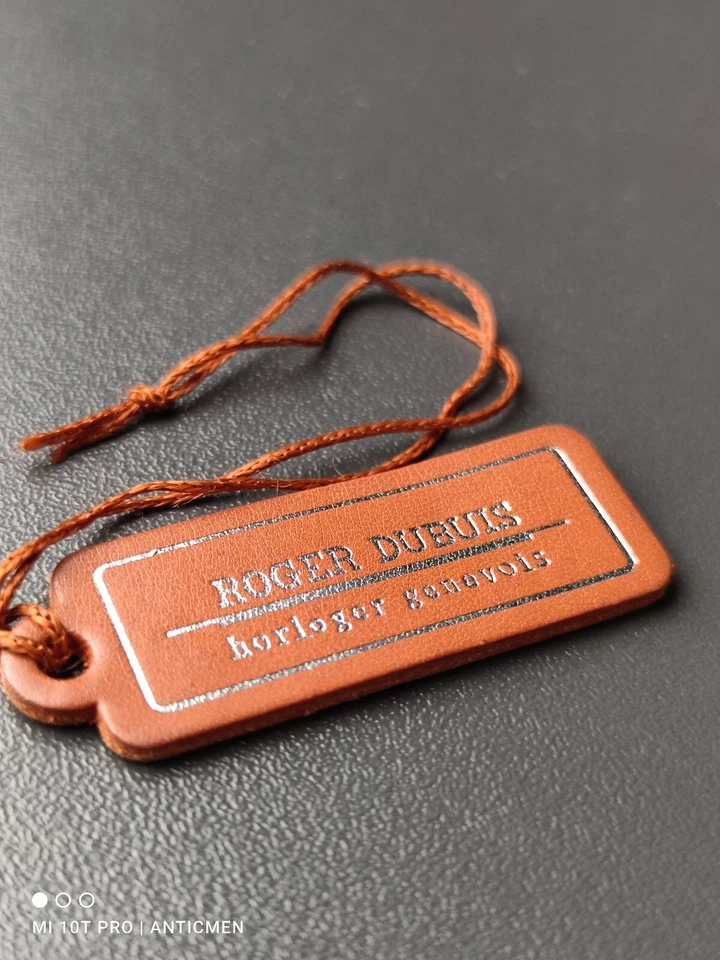 ROGER DUBUIS
horloger genevois
MI 10T PRO | ANTICMEN